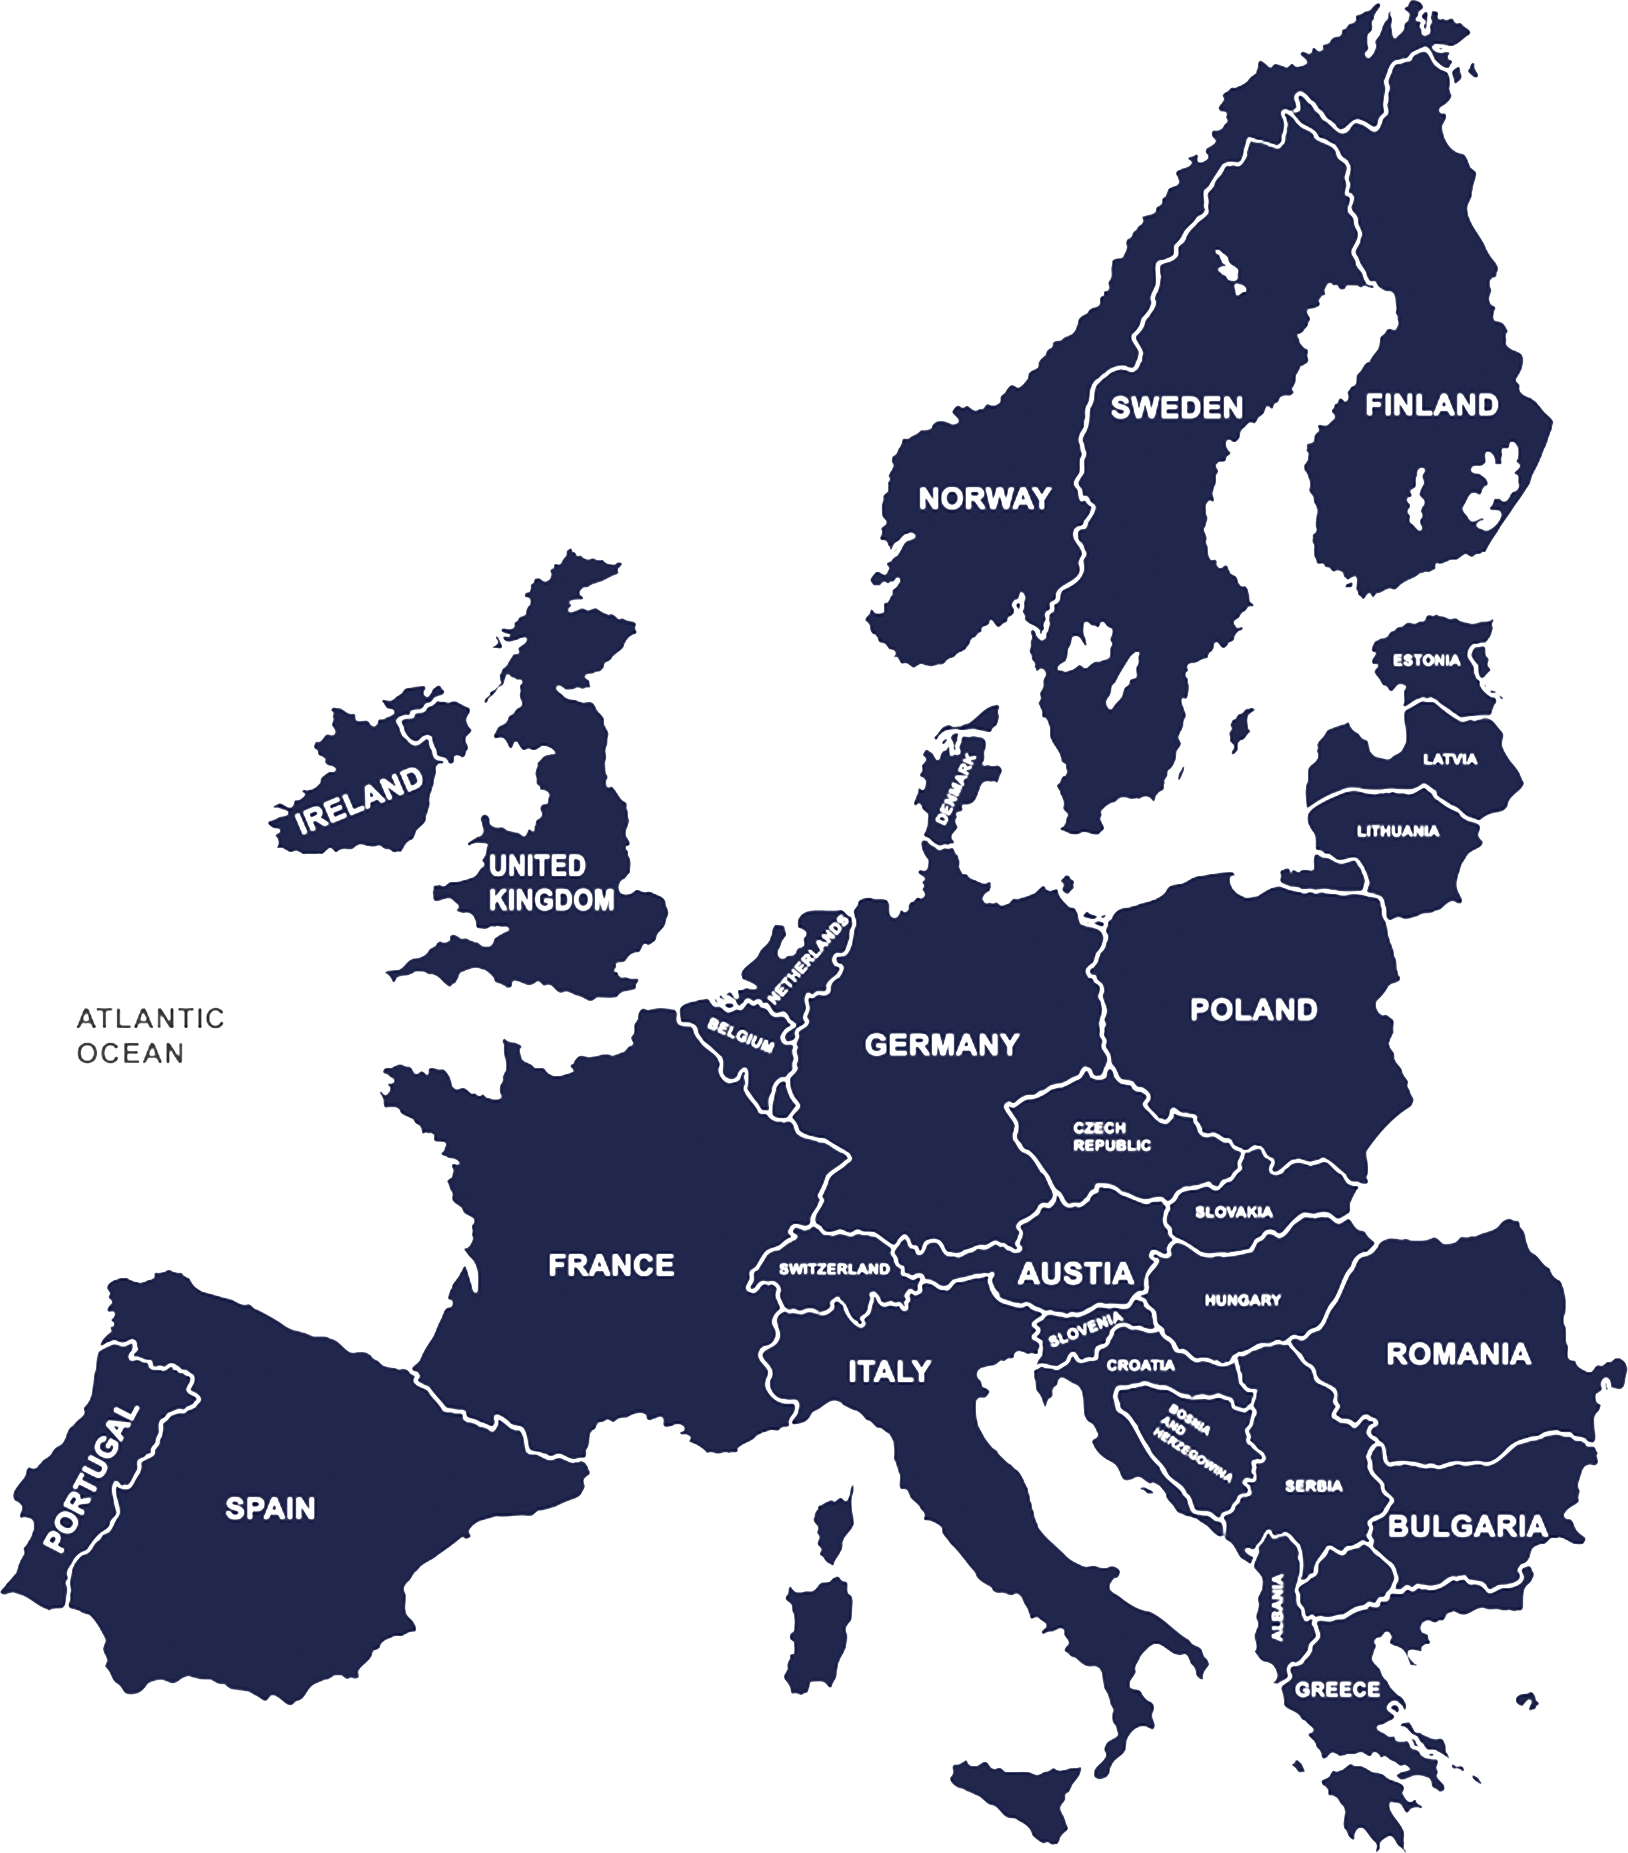 SWEDEN
FINLAND
NORWAY
ESTONIA
LATVIA
DENMARK
IRELAND
LITHUANIA
UNITED
KINGDOM
NETHERLANDS
ATLANTIC
OCEAN
BELGIUM
GERMANY
POLAND
CZECH
REPUBLIC
SLOVAKIA
FRANCE
SWITZERLAND
AUSTIA
HUNGARY
SLOVENIA
ROMANIA
ITALY
CROATIA
BOSNIA
AND
HERZEGOWINA
PORTUGAL
SPAIN
SERBIA
BULGARIA
ALBANIA
GREECE